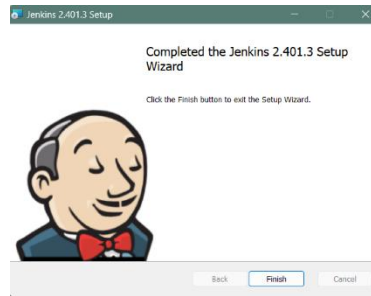 Jenkins 2.401.3 Setup
Completed the Jenkins 2.401.3 Setup
Wizard
Click the Finish button to exit the Setup Wizard.
Back Finish Cancel